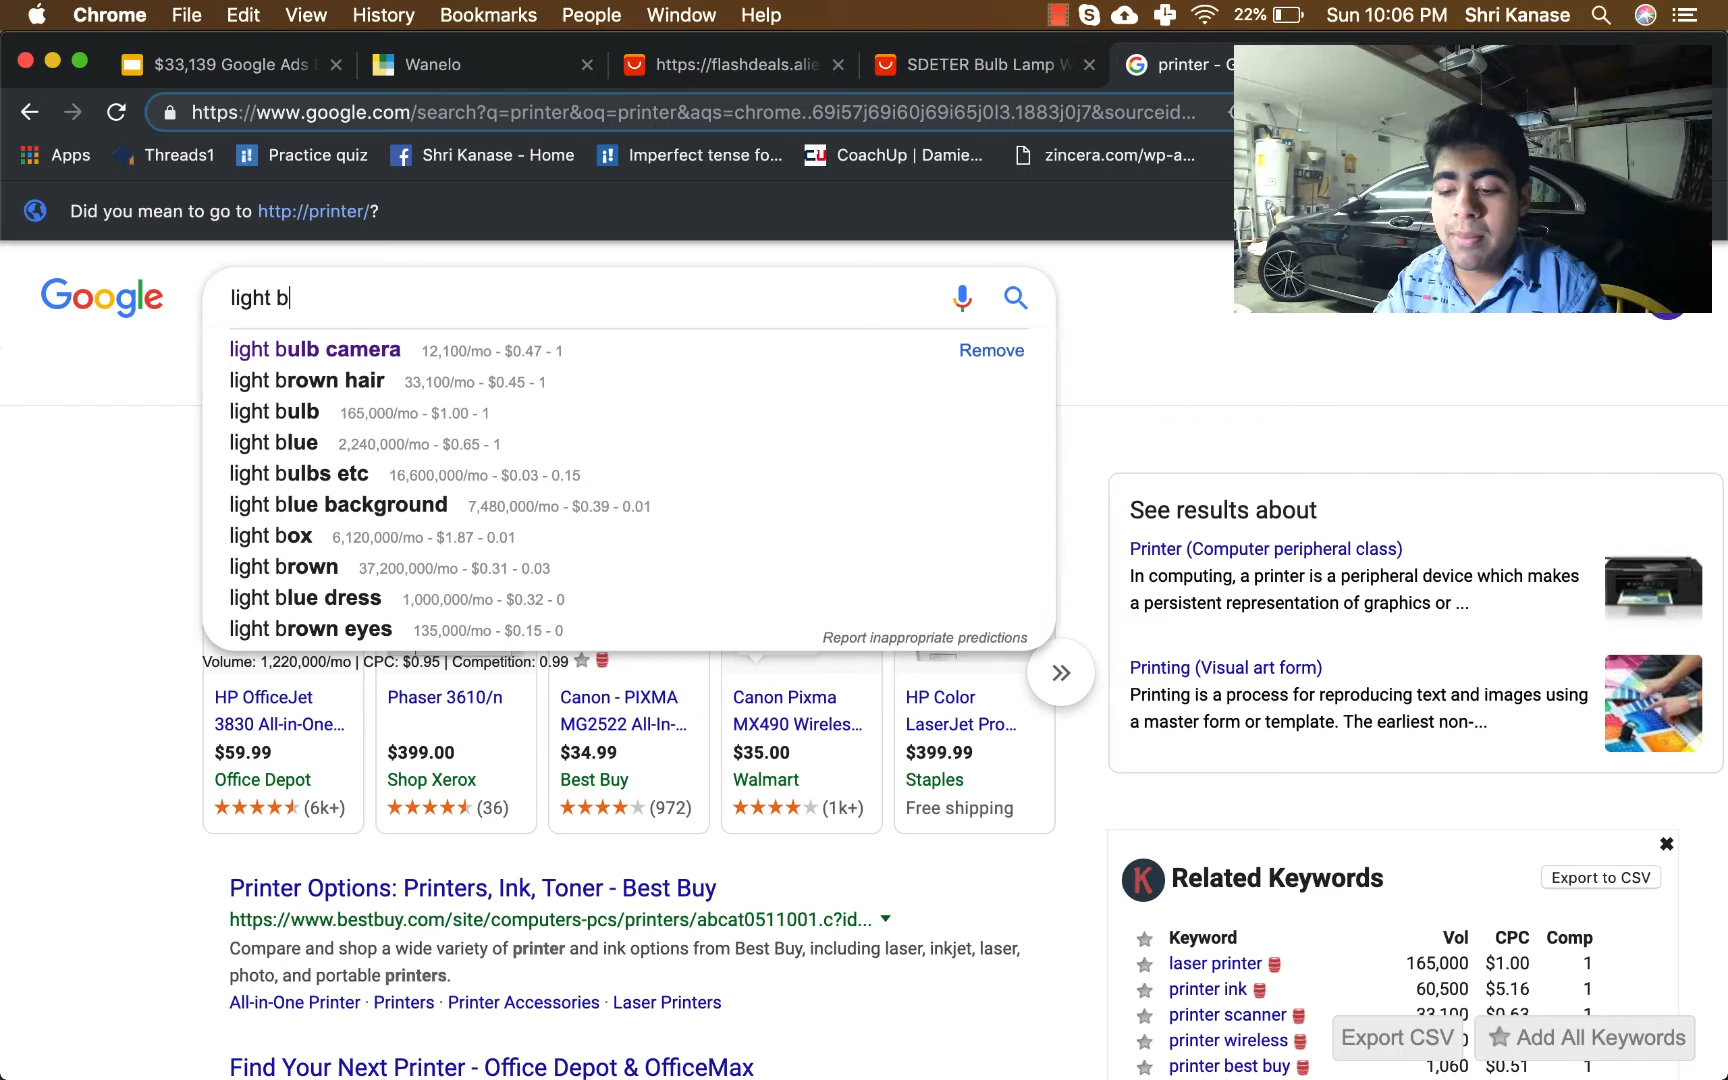 Chrome File Edit View History Bookmarks People Window Help 22% Sun 10:06 PM Shri Kanase
$33,139 Google Ads Wanelo https://flashdeals.alie SDETER Bulb Lamp W printer - G
https://www.google.com/search?q=printer&oq=printer&aqs=chrome..69i57j69i60j69i65j0l3.1883j0j7&sourceid...
Apps Threads1 Practice quiz Shri Kanase - Home Imperfect tense fo... CoachUp | Damie... zincera.com/wp-a...
Did you mean to go to http://printer/?
Google
light b
light bulb camera 12,100/mo - $0.47 - 1 Remove
light brown hair 33,100/mo - $0.45 - 1
light bulb 165,000/mo - $1.00 - 1
light blue 2,240,000/mo - $0.65 - 1
light bulbs etc 16,600,000/mo - $0.03 - 0.15
light blue background 7,480,000/mo - $0.39 - 0.01
light box 6,120,000/mo - $1.87 - 0.01
light brown 37,200,000/mo - $0.31 - 0.03
light blue dress 1,000,000/mo - $0.32 - 0
light brown eyes 135,000/mo - $0.15 - 0
Report inappropriate predictions
Volume: 1,220,000/mo | CPC: $0.95 | Competition: 0.99
HP OfficeJet
3830 All-in-One...
$59.99
Office Depot
(6k+)
Phaser 3610/n
$399.00
Shop Xerox
(36)
Canon - PIXMA
MG2522 All-In-...
$34.99
Best Buy
(972)
Canon Pixma
MX490 Wireles...
$35.00
Walmart
(1k+)
HP Color
LaserJet Pro...
$399.99
Staples
Free shipping
Printer Options: Printers, Ink, Toner - Best Buy
https://www.bestbuy.com/site/computers-pcs/printers/abcat0511001.c?id...
Compare and shop a wide variety of printer and ink options from Best Buy, including laser, inkjet, laser,
photo, and portable printers.
All-in-One Printer · Printers · Printer Accessories · Laser Printers
Find Your Next Printer - Office Depot & OfficeMax
See results about
Printer (Computer peripheral class)
In computing, a printer is a peripheral device which makes
a persistent representation of graphics or ...
Printing (Visual art form)
Printing is a process for reproducing text and images using
a master form or template. The earliest non-...
K Related Keywords Export to CSV
Keyword Vol CPC Comp
laser printer 165,000 $1.00 1
printer ink 60,500 $5.16 1
printer scanner 33,100 $0.63 1
printer wireless
printer best buy 1,060 $0.51 1
Export CSV Add All Keywords